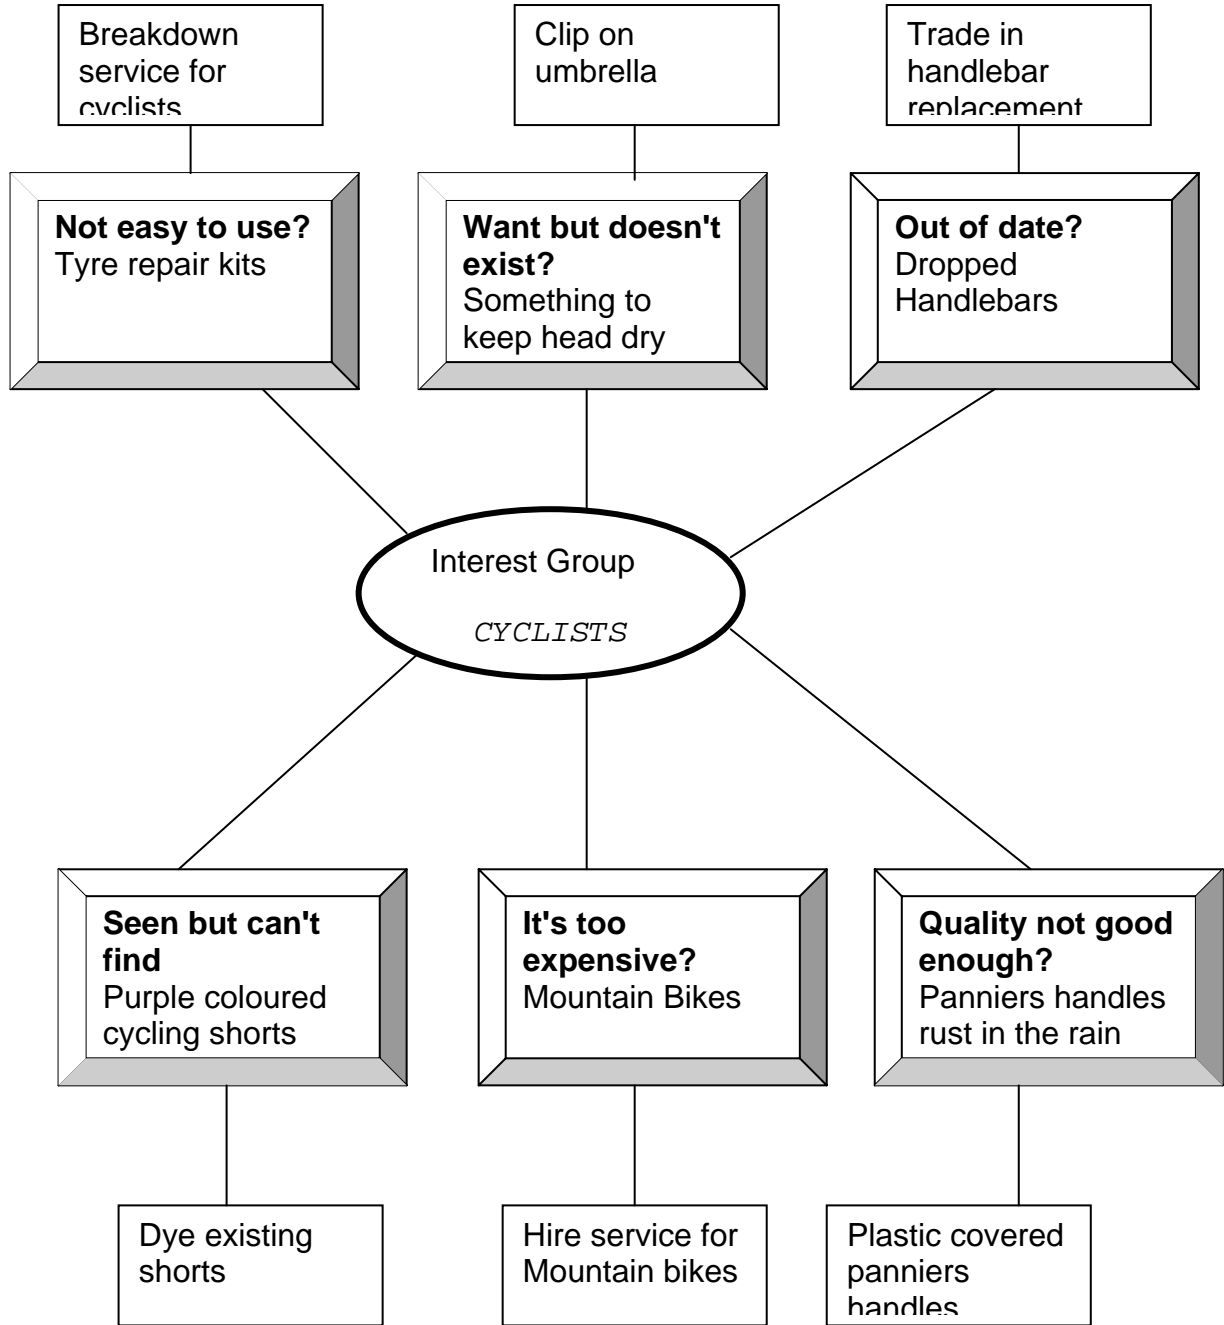 Breakdown
service for
cyclists
Clip on
umbrella
Trade in
handlebar
replacement
Not easy to use?
Tyre repair kits
Want but doesn't
exist?
Something to
keep head dry
Out of date?
Dropped
Handlebars
Interest Group
CYCLISTS
Seen but can't
find
Purple coloured
cycling shorts
It's too
expensive?
Mountain Bikes
Quality not good
enough?
Panniers handles
rust in the rain
Dye existing
shorts
Hire service for
Mountain bikes
Plastic covered
panniers
handles